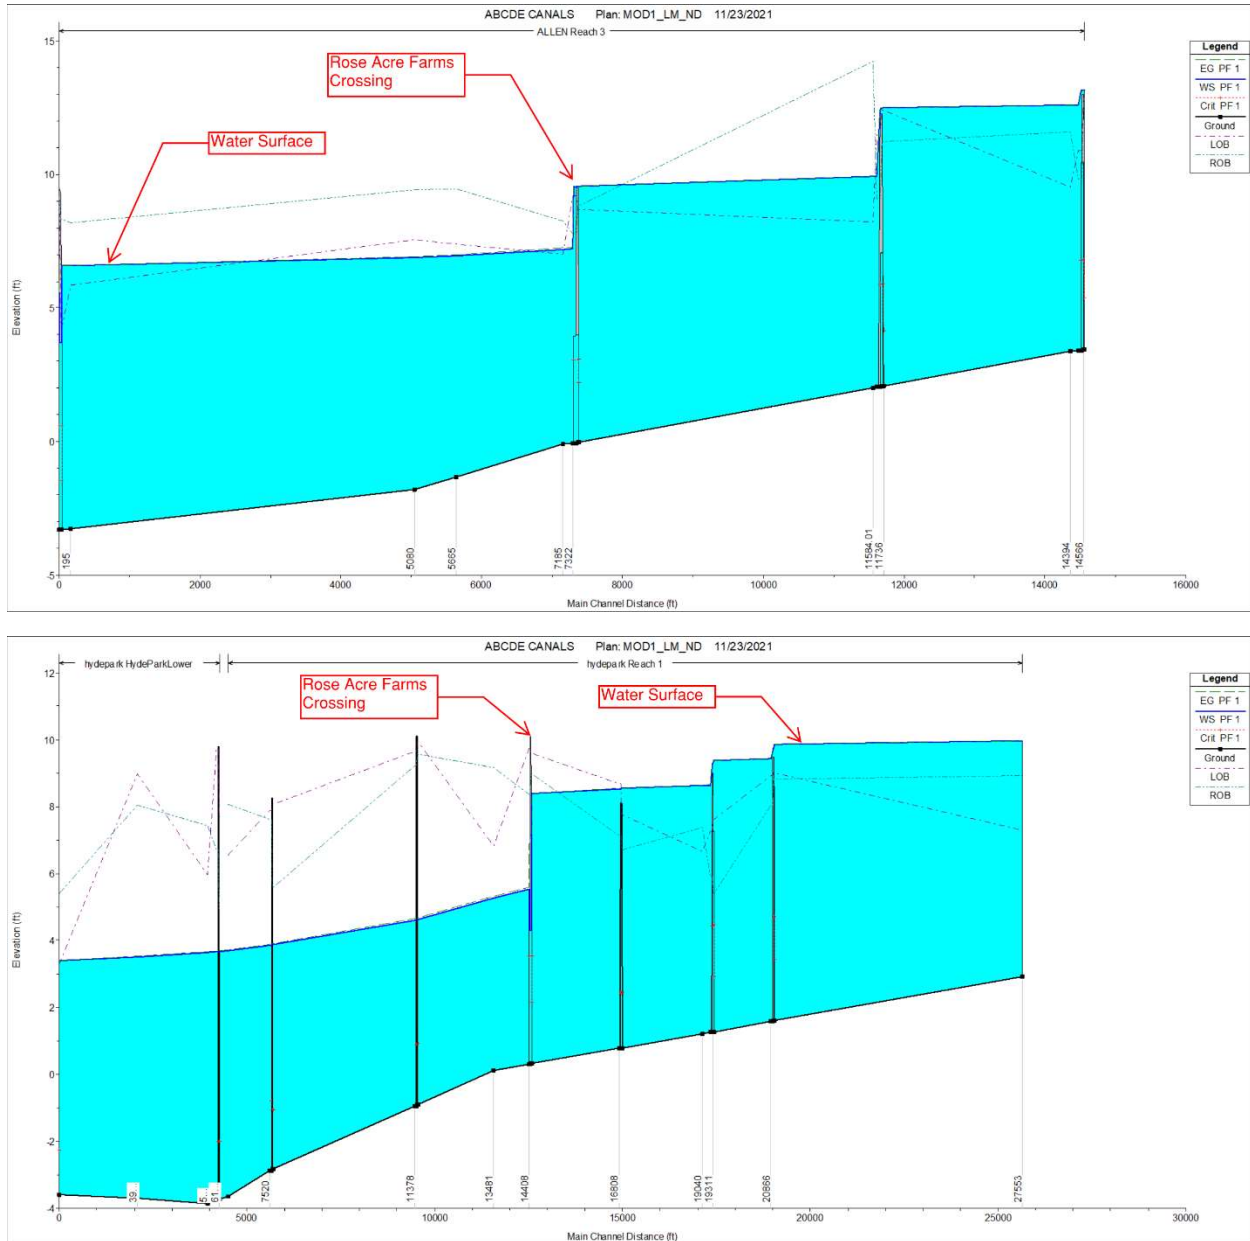 ABCDE CANALS Plan: MOD1_LM_ND 11/23/2021
ALLEN Reach 3
Rose Acre Farms
Crossing
Water Surface
Legend
EG PF 1
WS PF 1
Crit PF 1
Ground
LOB
ROB
Elevation (ft)
15
10
5
0
-5
195
5080
5665
7185
7322
11584.01
11736
14394
14566
0
2000
4000
6000
8000
10000
12000
14000
16000
Main Channel Distance (ft)
ABCDE CANALS Plan: MOD1_LM_ND 11/23/2021
hydepark HydeParkLower
hydepark Reach 1
Rose Acre Farms
Crossing
Water Surface
Legend
EG PF 1
WS PF 1
Crit PF 1
Ground
LOB
ROB
Elevation (ft)
12
10
8
6
4
2
0
-2
-4
39...
5...
61...
7520
11378
13481
14408
16808
19040
19311
20866
27553
0
5000
10000
15000
20000
25000
30000
Main Channel Distance (ft)